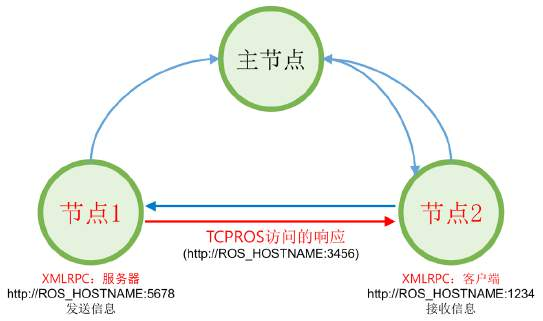 主节点
节点1
节点2
TCPROS访问的响应
(http://ROS_HOSTNAME:3456)
XMLRPC：服务器
http://ROS_HOSTNAME:5678
发送信息
XMLRPC：客户端
http://ROS_HOSTNAME:1234
接收信息